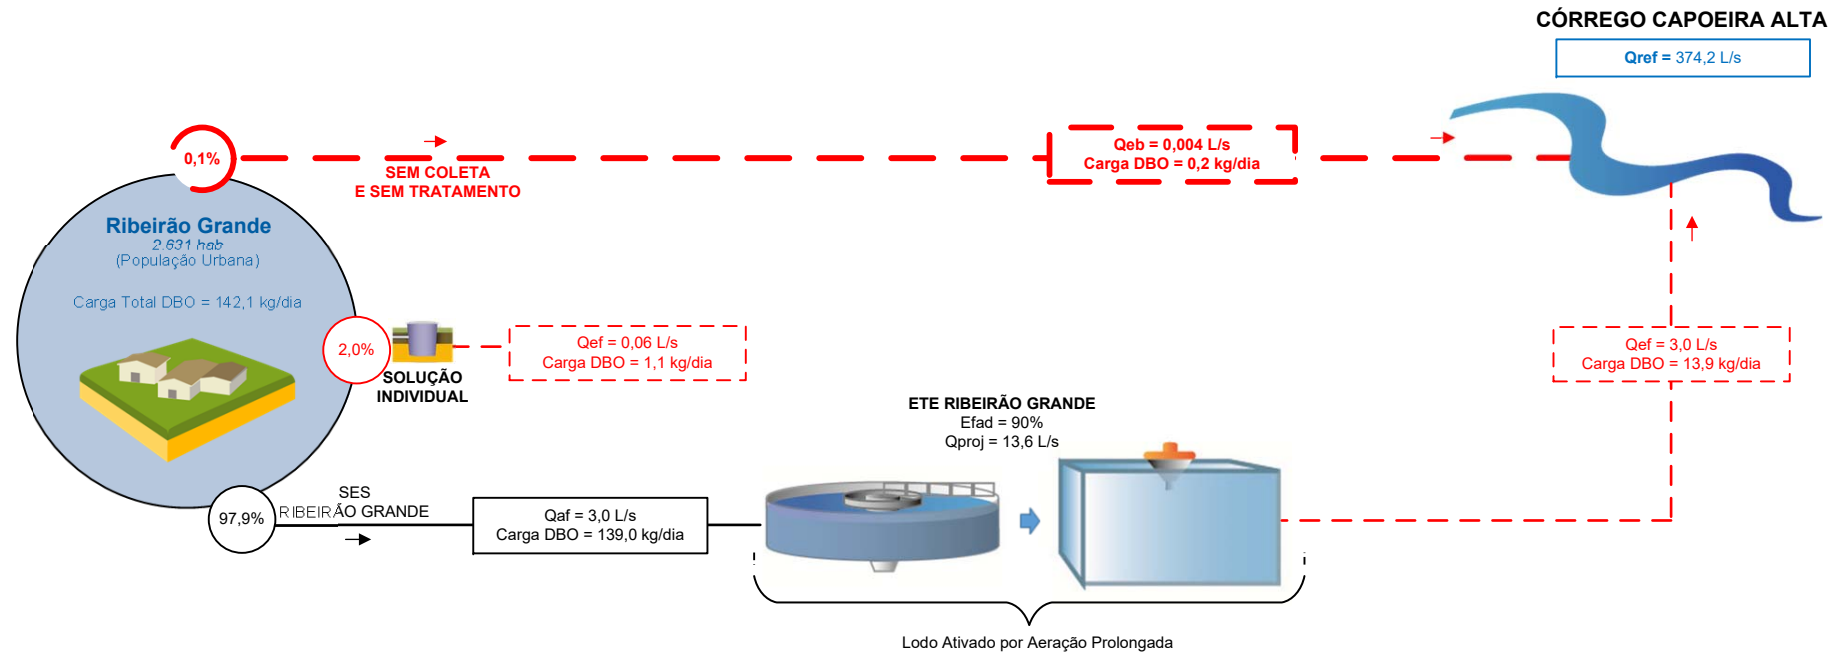 CÓRREGO CAPOEIRA ALTA
Qref = 374,2 L/s
0,1%
SEM COLETA
E SEM TRATAMENTO
Qeb = 0,004 L/s
Carga DBO = 0,2 kg/dia
Ribeirão Grande
2.631 hab
(População Urbana)
Carga Total DBO = 142,1 kg/dia
2,0%
SOLUÇÃO
INDIVIDUAL
Qef = 0,06 L/s
Carga DBO = 1,1 kg/dia
Qef = 3,0 L/s
Carga DBO = 13,9 kg/dia
ETE RIBEIRÃO GRANDE
Efad = 90%
Qproj = 13,6 L/s
97,9%
SES
RIBEIRÃO GRANDE
Qaf = 3,0 L/s
Carga DBO = 139,0 kg/dia
Lodo Ativado por Aeração Prolongada